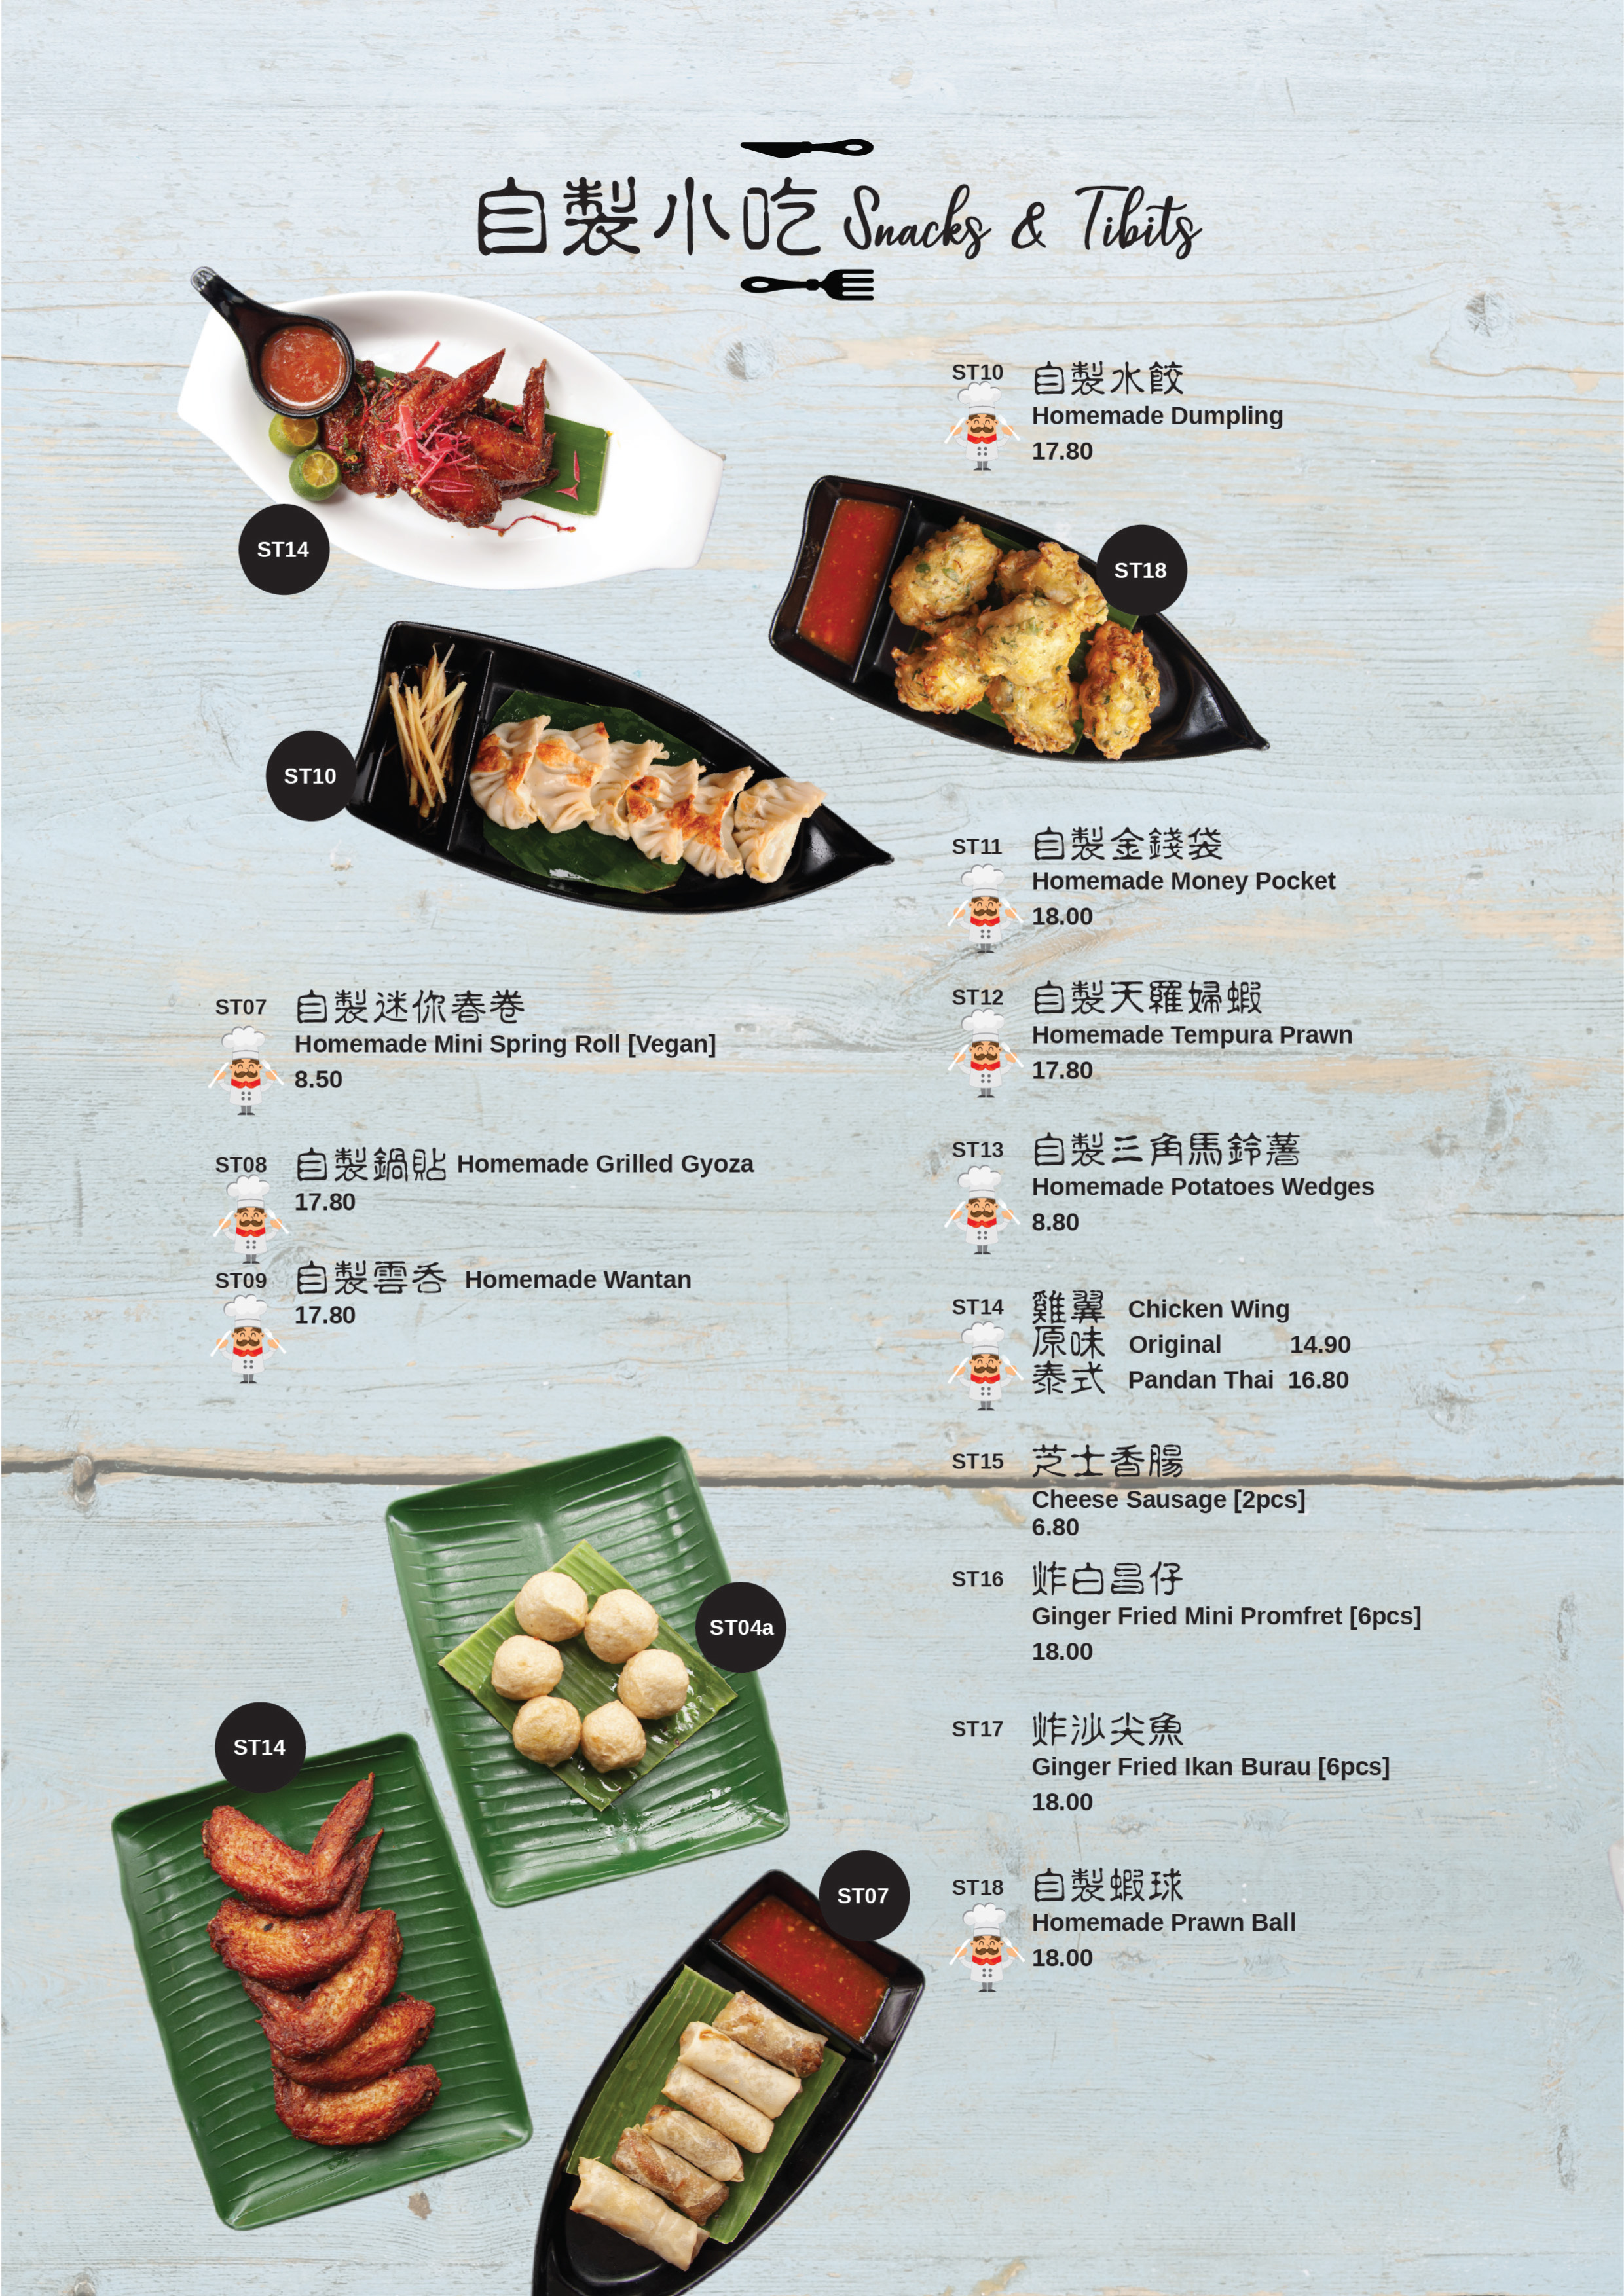 自製小吃 Snacks & Tibits
ST14
ST10 自製水餃
Homemade Dumpling
17.80
ST18
ST10
ST11 自製金錢袋
Homemade Money Pocket
18.00
ST07 自製迷你春卷
Homemade Mini Spring Roll [Vegan]
8.50
ST08 自製鍋貼 Homemade Grilled Gyoza
17.80
ST09 自製雲吞 Homemade Wantan
17.80
ST12 自製天羅婦蝦
Homemade Tempura Prawn
17.80
ST13 自製三角馬鈴薯
Homemade Potatoes Wedges
8.80
ST14 雞翼 Chicken Wing
原味 Original 14.90
泰式 Pandan Thai 16.80
ST15 芝士香腸
Cheese Sausage [2pcs]
6.80
ST16 炸白昌仔
Ginger Fried Mini Promfret [6pcs]
18.00
ST17 炸沙尖魚
Ginger Fried Ikan Burau [6pcs]
18.00
ST18 自製蝦球
Homemade Prawn Ball
18.00
ST04a
ST14
ST07